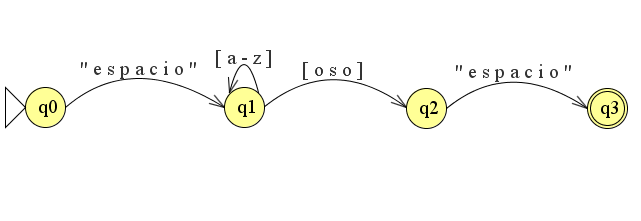 "espacio"
[a-z]
[oso]
"espacio"
q0
q1
q2
q3